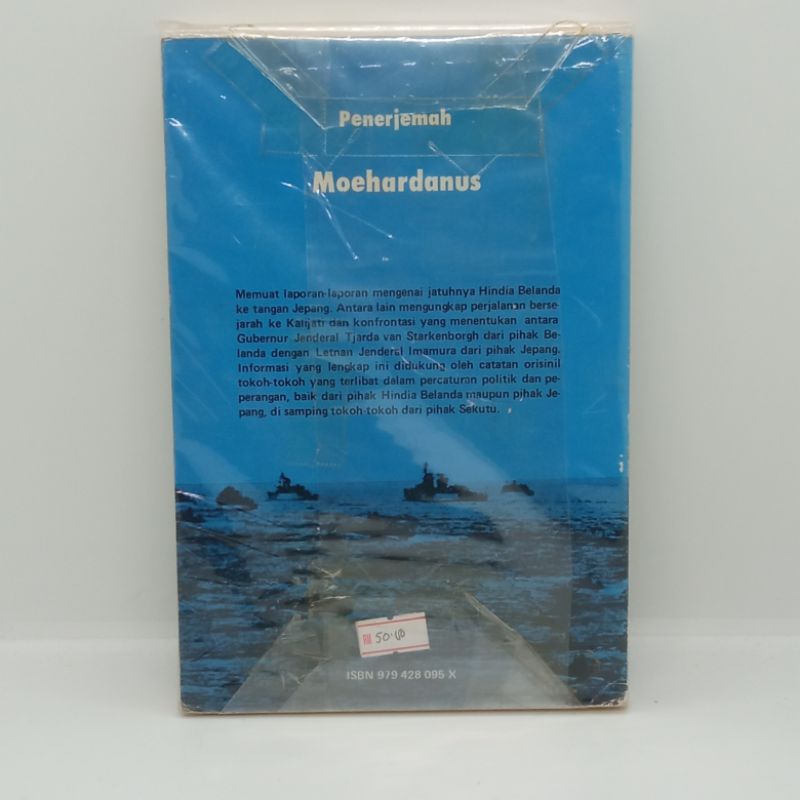 Penerjemah
Moehardanus
Memuat laporan-laporan mengenai jatuhnya Hindia Belanda
ke tangan Jepang. Antara lain mengungkap perjalanan berse-
jarah ke Kalijati dan konfrontasi yang menentukan antara
Gubernur Jenderal Tjarda van Starkenborgh dari pihak Be-
landa dengan Letnan Jenderal Imamura dari pihak Jepang.
Informasi yang lengkap ini didukung oleh catatan orisinil
tokoh-tokoh yang terlibat dalam percaturan politik dan pe-
perangan, baik dari pihak Hindia Belanda maupun pihak Je-
pang, di samping tokoh-tokoh dari pihak Sekutu.
RM 50.00
ISBN 979 428 095 X